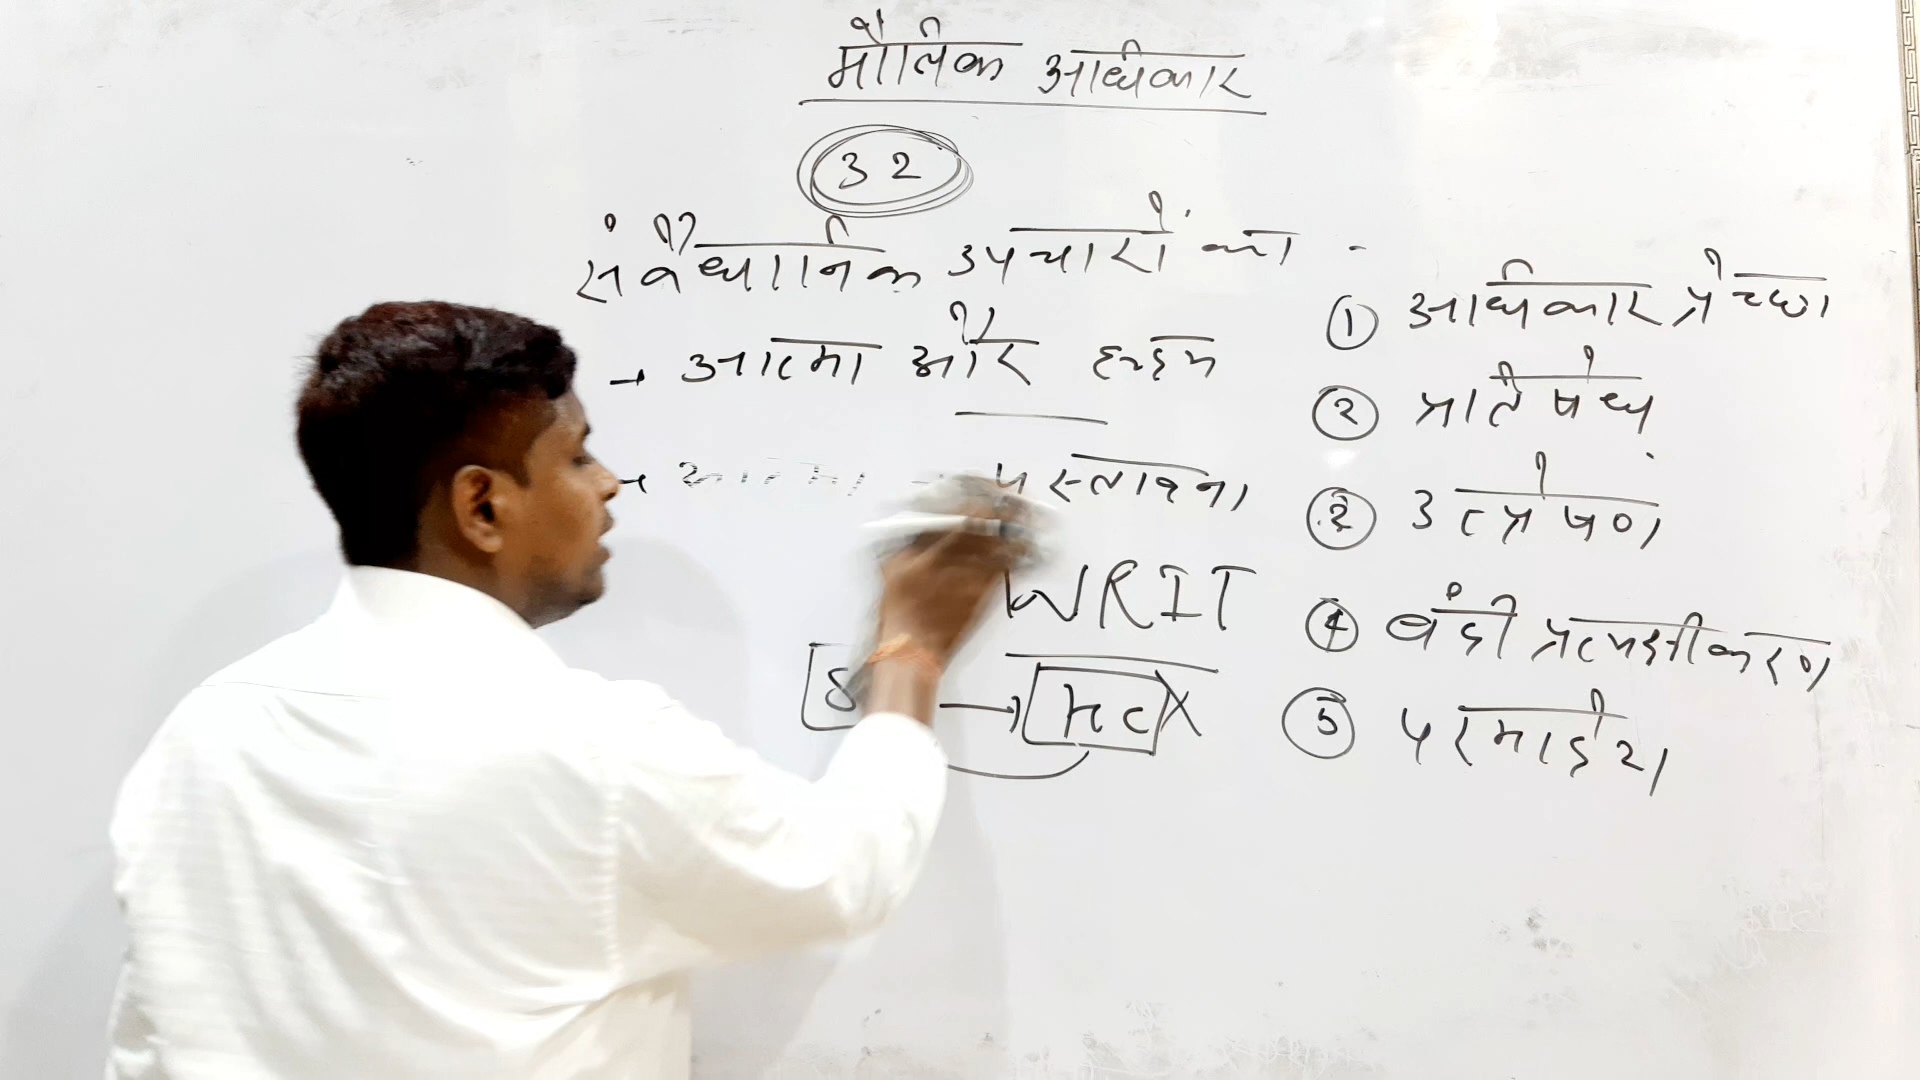 मौलिक अधिकार
32
संवैधानिक उपचारों का
→ आत्मा और हृदय
→ आत्मा → प्रस्तावना
WRIT
→ HC X
① अधिकार प्रेच्छा
② प्रतिषेध
③ उत्प्रेषण
④ बंदी प्रत्यक्षीकरण
⑤ परमादेश